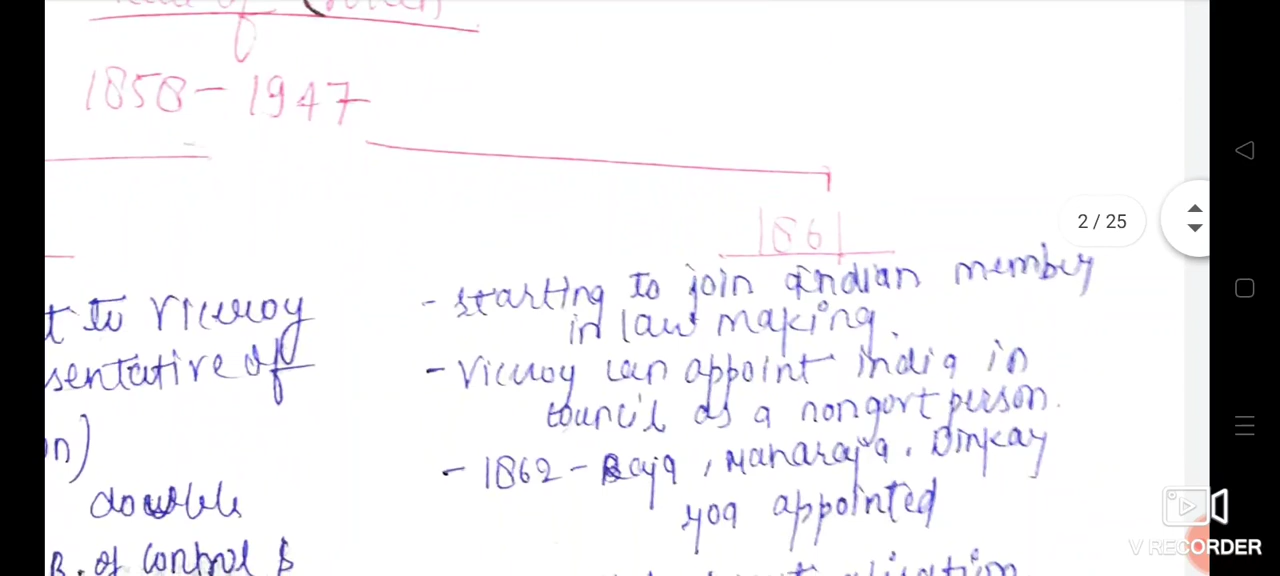 1858 - 1947
1861
- starting to join Indian member
in law making.
t to Viceroy
- Viceroy can appoint india in
sentative of
council as a nongovt person.
- 1862 - Raja, Maharaja, Dinkar
double
appointed
B. of control &
2 / 25
V RECORDER